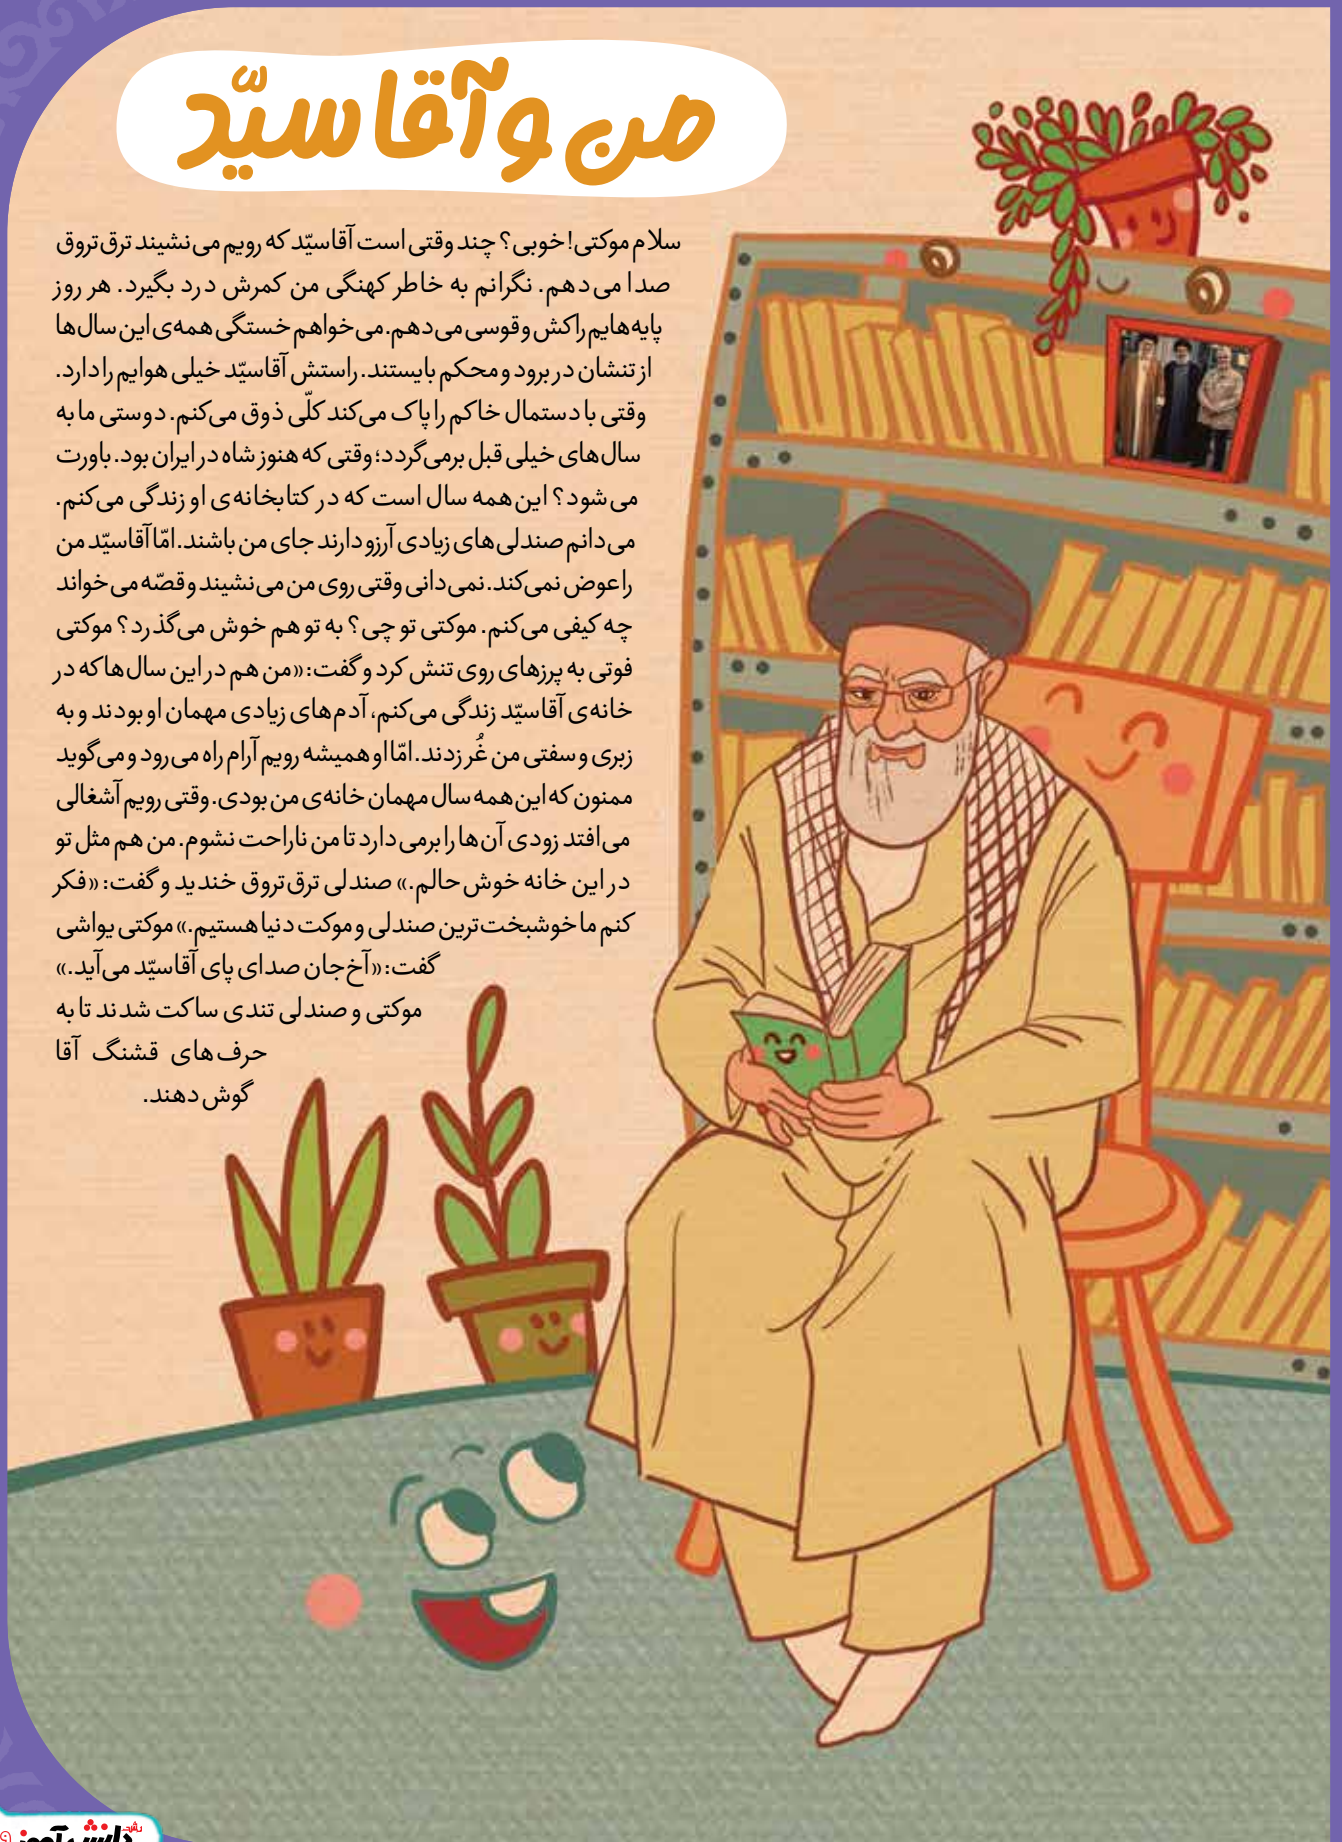 من و آقا سیّد
سلام موکتی! خوبی؟ چند وقتی است آقاسیّد که رویم می‌نشیند ترق‌تروق
صدا می‌دهم. نگرانم به خاطر کهنگی من کمرش درد بگیرد. هر روز
پایه‌هایم را کش و قوسی می‌دهم. می‌خواهم خستگی همه‌ی این سال‌ها
از تنشان در برود و محکم بایستند. راستش آقاسیّد خیلی هوایم را دارد.
وقتی با دستمال خاکم را پاک می‌کند کلّی ذوق می‌کنم. دوستی ما به
سال‌های خیلی قبل برمی‌گردد؛ وقتی که هنوز شاه در ایران بود. باورت
می‌شود؟ این همه سال است که در کتابخانه‌ی او زندگی می‌کنم.
می‌دانم صندلی‌های زیادی آرزو دارند جای من باشند. امّا آقاسیّد من
را عوض نمی‌کند. نمی‌دانی وقتی روی من می‌نشیند و قصّه می‌خواند
چه کیفی می‌کنم. موکتی تو چی؟ به تو هم خوش می‌گذرد؟ موکتی
فوتی به پرزهای روی تنش کرد و گفت: «من هم در این سال‌ها که در
خانه‌ی آقاسیّد زندگی می‌کنم، آدم‌های زیادی مهمان او بودند و به
زبری و سفتی من غُر زدند. امّا او همیشه رویم آرام راه می‌رود و می‌گوید
ممنون که این همه سال مهمان خانه‌ی من بودی. وقتی رویم آشغالی
می‌افتد زودی آن‌ها را برمی‌دارد تا من ناراحت نشوم. من هم مثل تو
در این خانه خوش‌حالم.» صندلی ترق‌تروق خندید و گفت: «فکر
کنم ما خوشبخت‌ترین صندلی و موکت دنیا هستیم.» موکتی یواشی
گفت: «آخ‌جان صدای پای آقاسیّد می‌آید.»
موکتی و صندلی تندی ساکت شدند تا به
حرف‌های قشنگ آقا
گوش دهند.